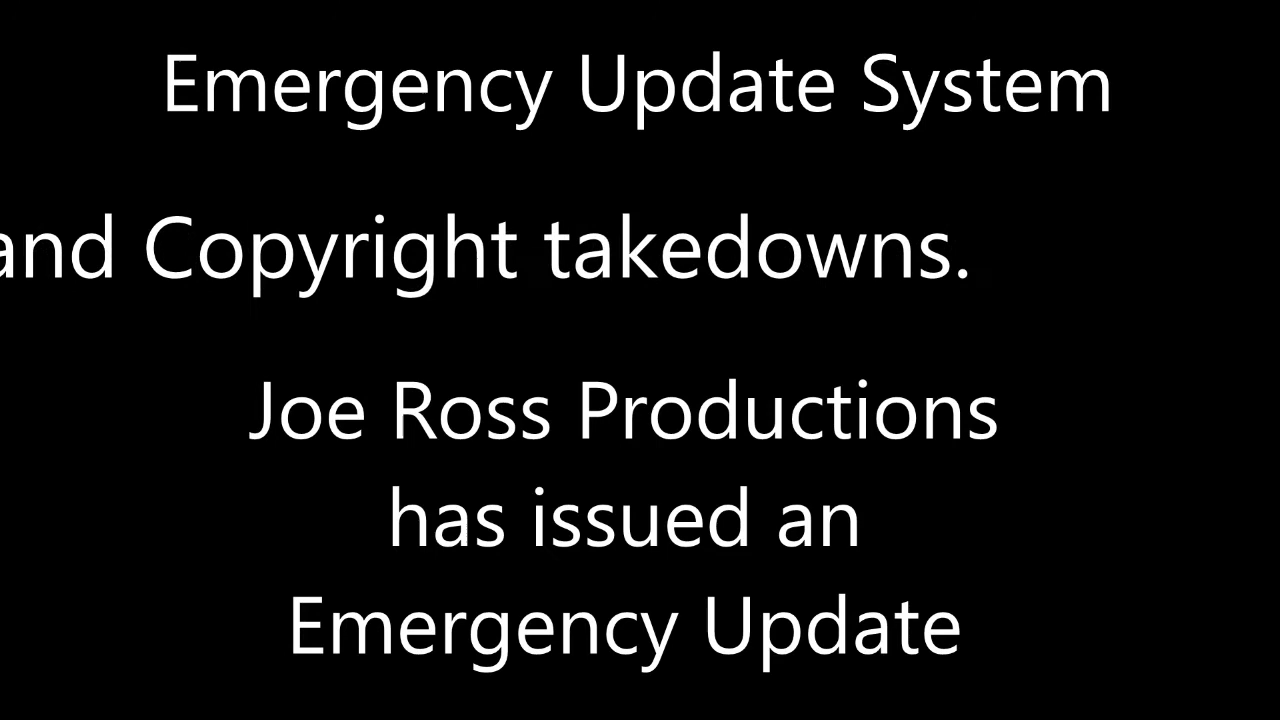 Emergency Update System
and Copyright takedowns.
Joe Ross Productions
has issued an
Emergency Update